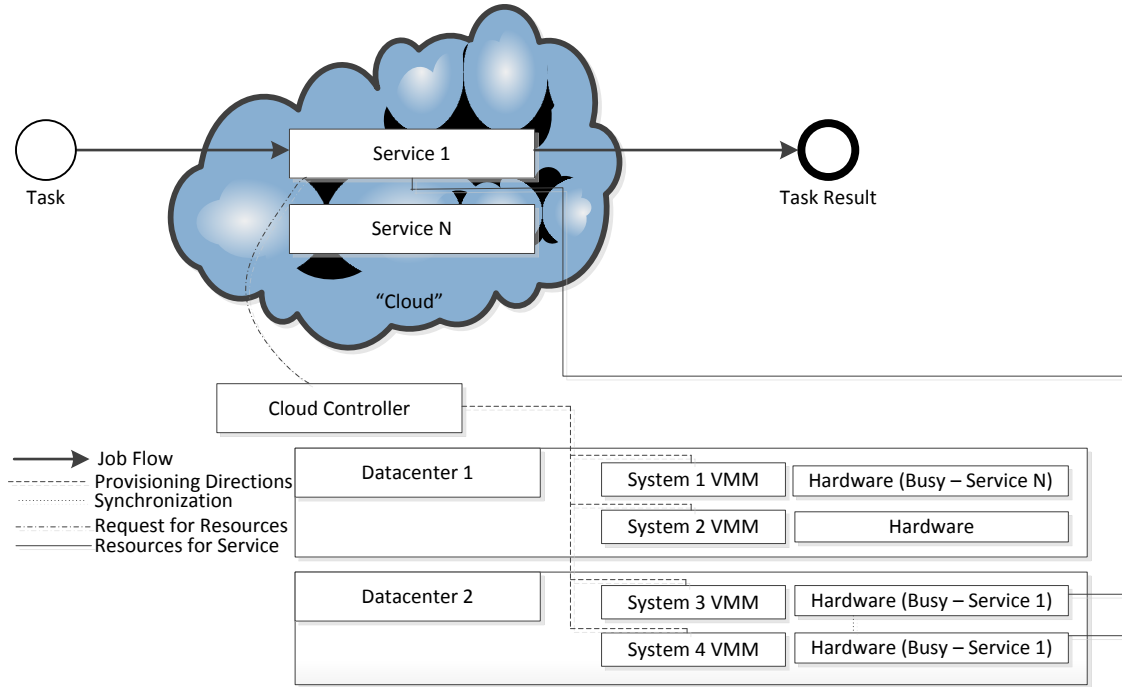 Service 1
Task
Task Result
Service N
“Cloud”
Cloud Controller
Job Flow
Provisioning Directions
Synchronization
Request for Resources
Resources for Service
Datacenter 1
System 1 VMM
Hardware (Busy – Service N)
System 2 VMM
Hardware
Datacenter 2
System 3 VMM
Hardware (Busy – Service 1)
System 4 VMM
Hardware (Busy – Service 1)